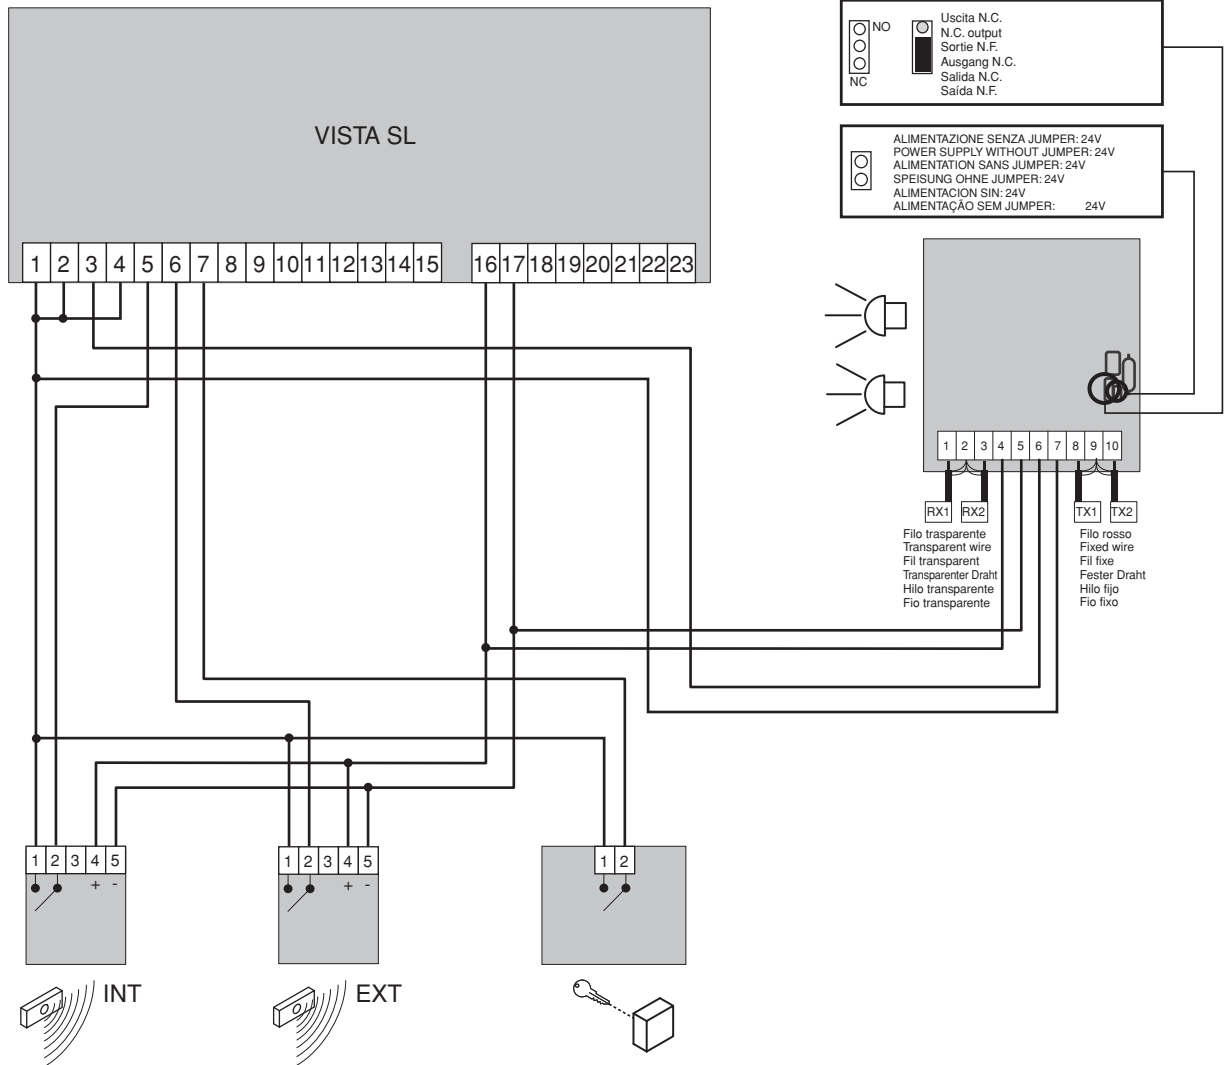 VISTA SL
1 2 3 4 5 6 7 8 9 10 11 12 13 14 15
16 17 18 19 20 21 22 23
NO
NC
Uscita N.C.
N.C. output
Sortie N.F.
Ausgang N.C.
Salida N.C.
Saída N.F.
ALIMENTAZIONE SENZA JUMPER: 24V
POWER SUPPLY WITHOUT JUMPER: 24V
ALIMENTATION SANS JUMPER: 24V
SPEISUNG OHNE JUMPER: 24V
ALIMENTACION SIN: 24V
ALIMENTAÇÃO SEM JUMPER: 24V
1 2 3 4 5 6 7 8 9 10
RX1 RX2
TX1 TX2
Filo trasparente
Transparent wire
Fil transparent
Transparenter Draht
Hilo transparente
Fio transparente
Filo rosso
Fixed wire
Fil fixe
Fester Draht
Hilo fijo
Fio fixo
1 2 3 4 5
+ -
INT
1 2 3 4 5
+ -
EXT
1 2